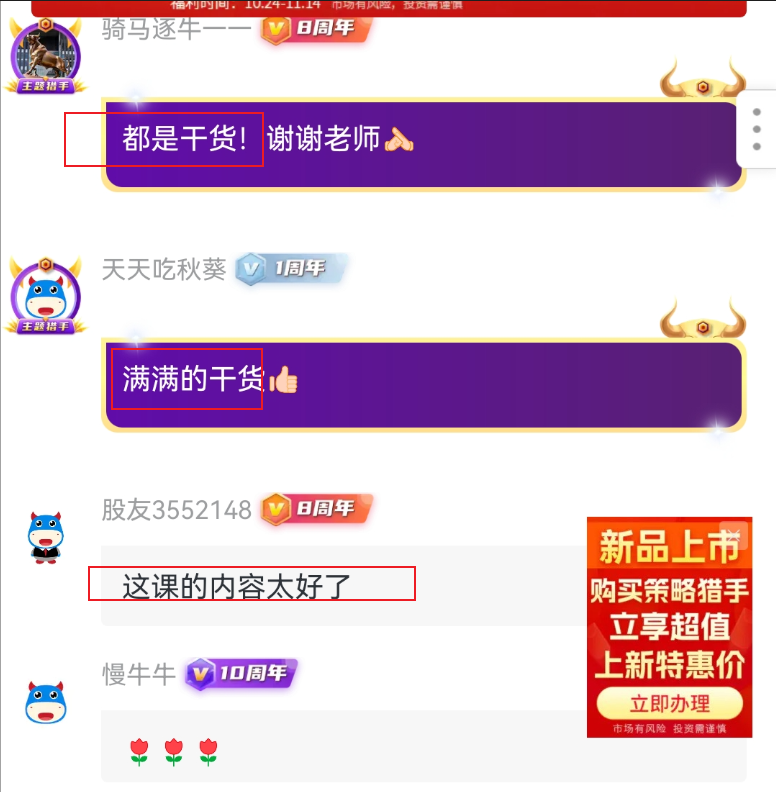 福利时间：10.24-11.14 市场有风险，投资需谨慎
骑马逐牛一一 V 8周年
主题猎手
都是干货！谢谢老师
天天吃秋葵 V 1周年
主题猎手
满满的干货
股友3552148 V 8周年
这课的内容太好了
新品上市
购买策略猎手
立享超值
上新特惠价
立即办理
市场有风险 投资需谨慎
慢牛牛 V 10周年